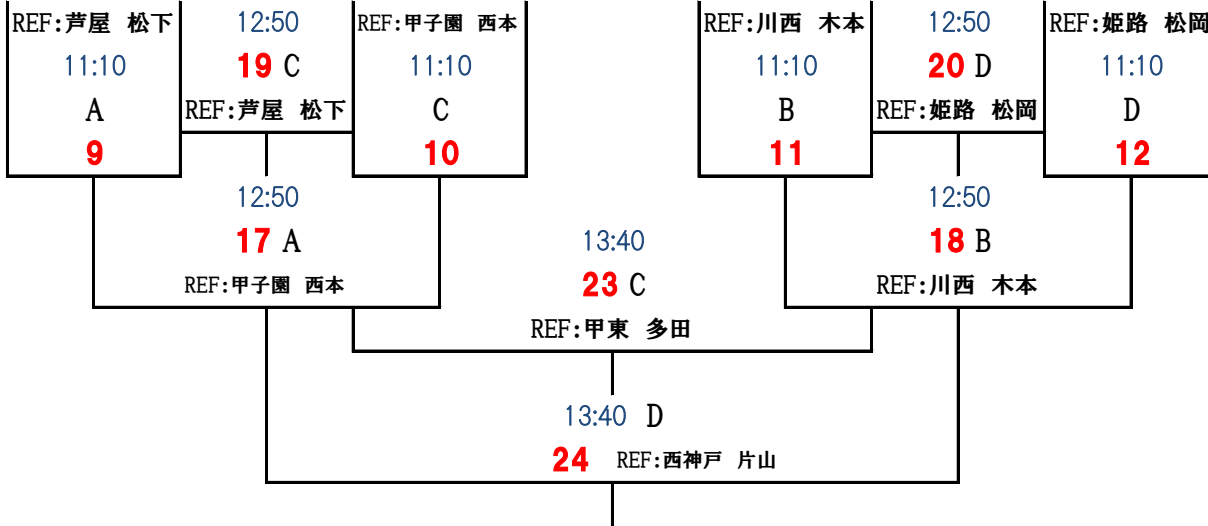 REF:芦屋 松下
11:10
A
9
12:50
19 C
REF:芦屋 松下
REF:甲子園 西本
11:10
C
10
REF:川西 木本
11:10
B
11
12:50
20 D
REF:姫路 松岡
REF:姫路 松岡
11:10
D
12
12:50
17 A
REF:甲子園 西本
12:50
18 B
REF:川西 木本
13:40
23 C
REF:甲東 多田
13:40 D
24 REF:西神戸 片山